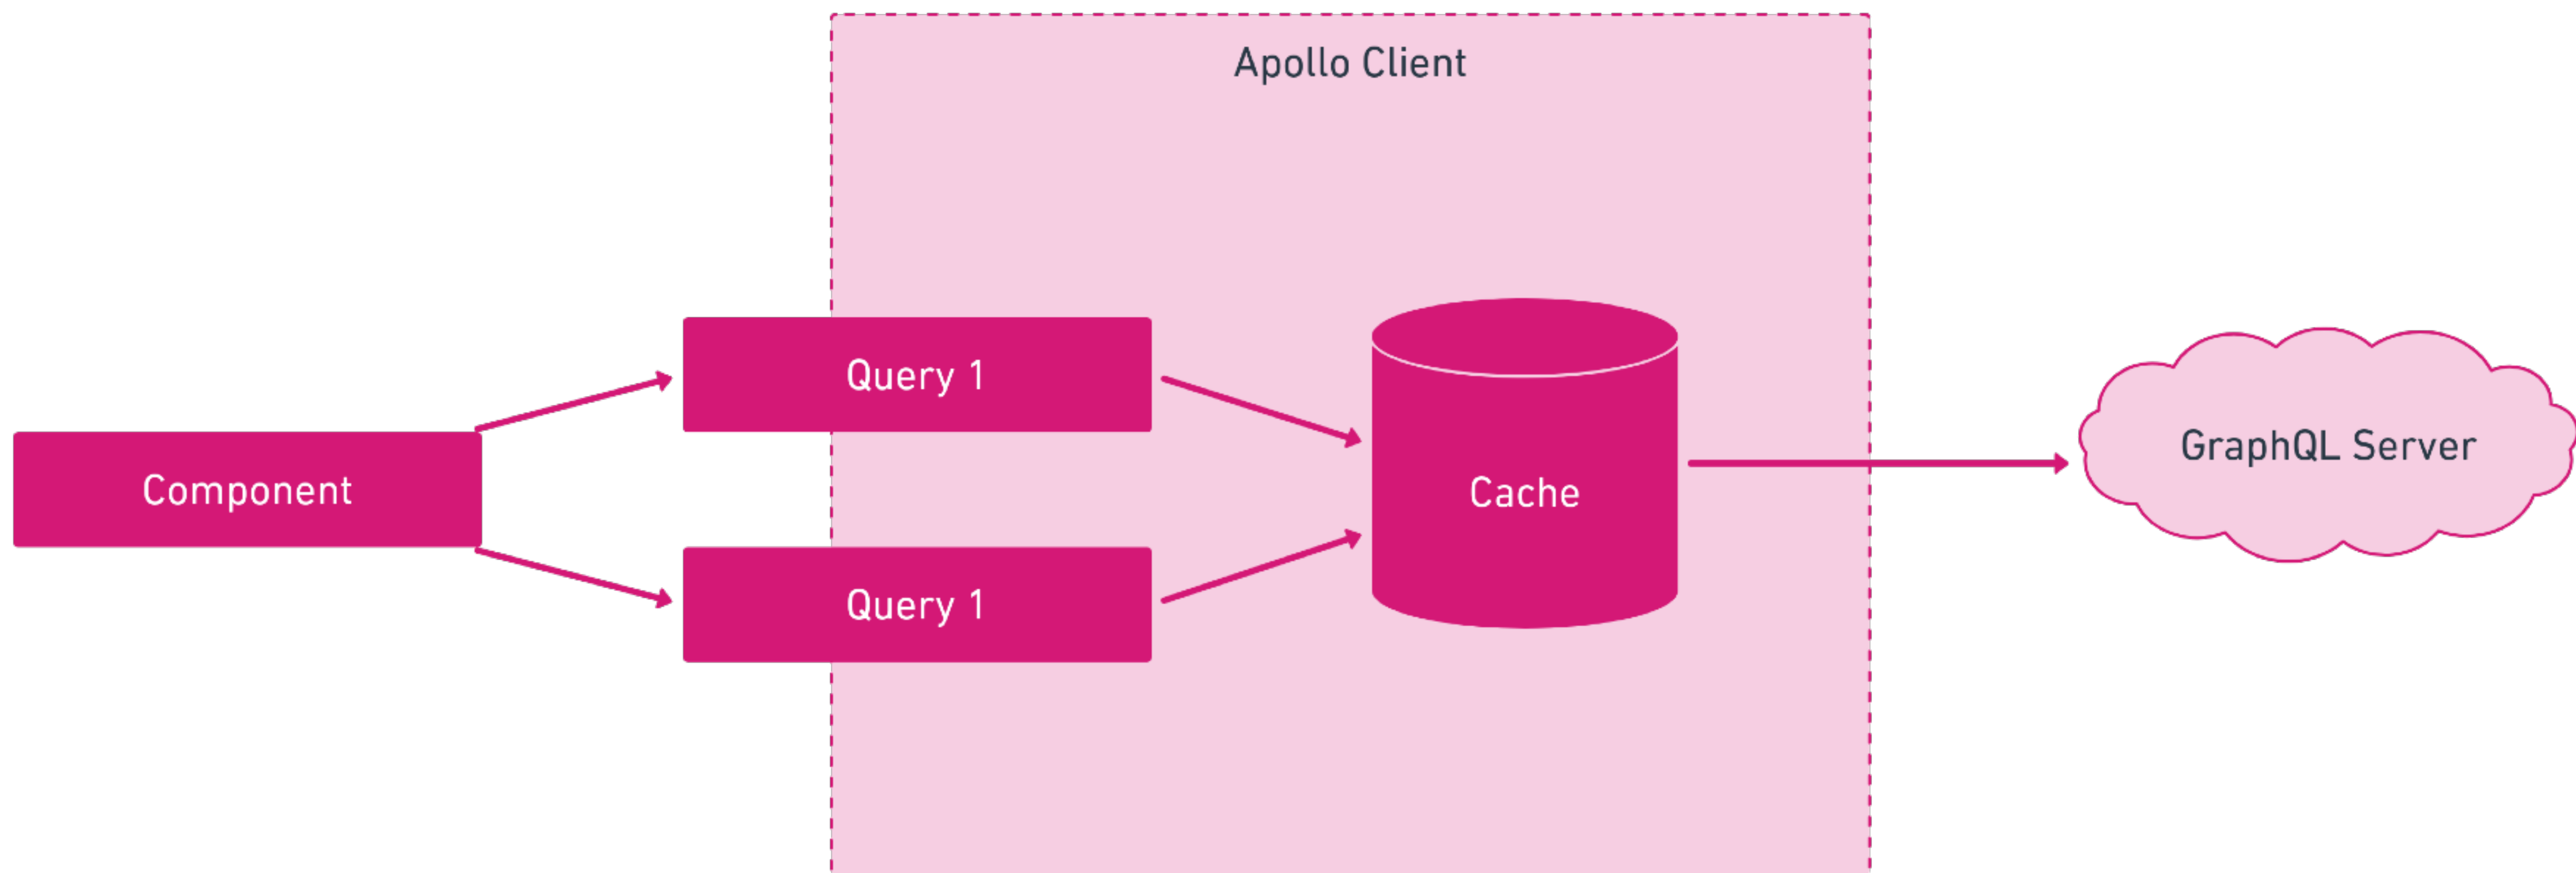 Apollo Client
Component
Query 1
Query 1
Cache
GraphQL Server